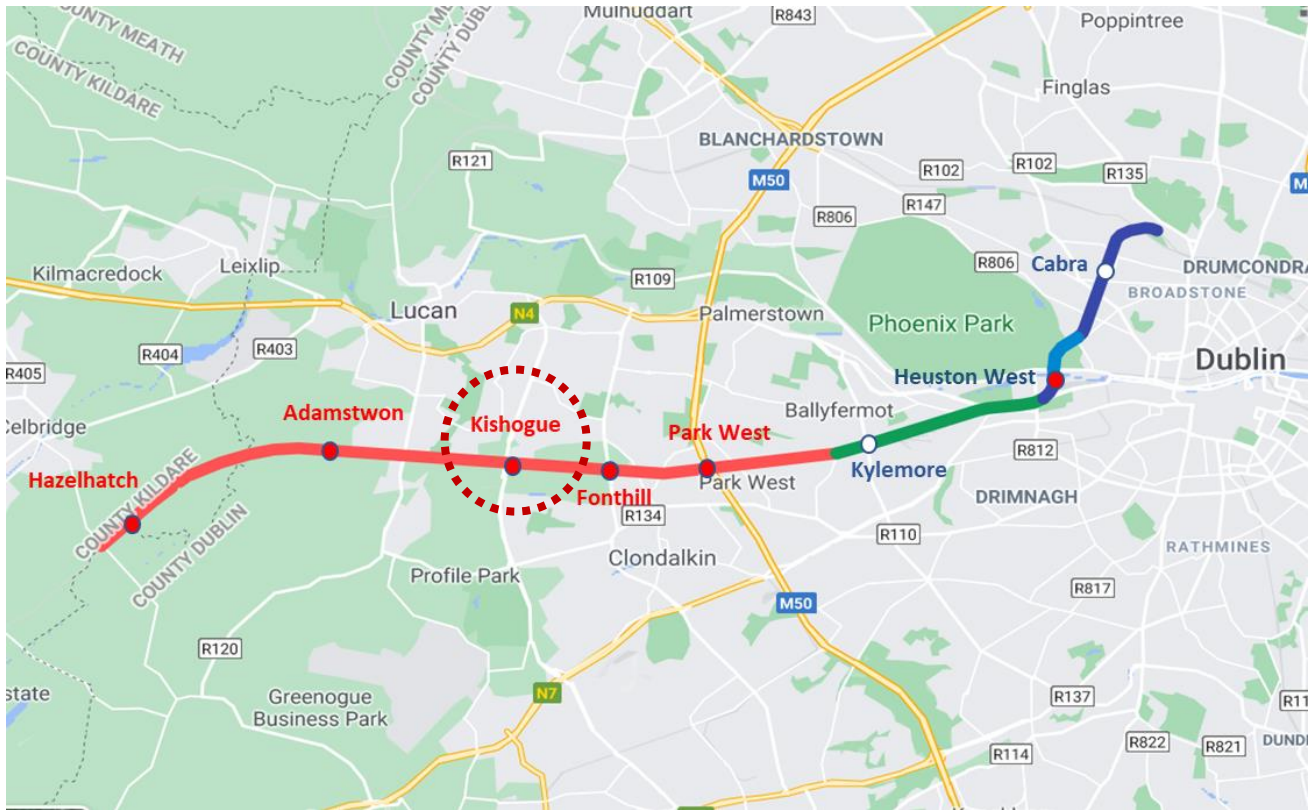 Mulhuddart
R843
Poppintree
COUNTY MEATH
COUNTY KILDARE
COUNTY DUBLIN
Finglas
BLANCHARDSTOWN
R121
R102
R102
R135
M50
R147
R806
Kilmacredock
Leixlip
R109
R806
Cabra
DRUMCONDRA
BROADSTONE
Lucan
N4
Palmerstown
Phoenix Park
R404
R403
R405
Dublin
Heuston West
Celbridge
Adamstwon
Kishogue
Park West
Ballyfermot
R812
Hazelhatch
Fonthill
Park West
Kylemore
DRIMNAGH
COUNTY KILDARE
COUNTY DUBLIN
R134
R110
Clondalkin
RATHMINES
Profile Park
R817
M50
R120
state
Greenogue
Business Park
N7
R137
R11
R114
R822
R821
DUND